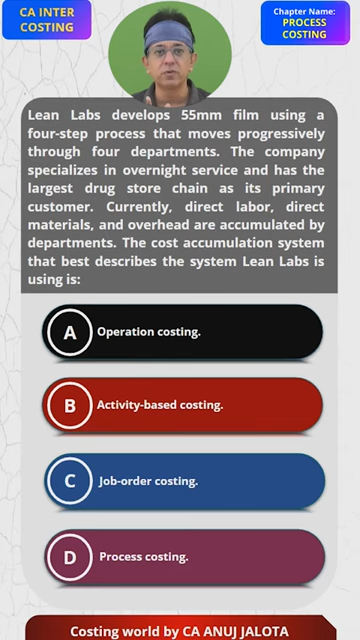 CA INTER
COSTING
Chapter Name:
PROCESS
COSTING
Lean Labs develops 55mm film using a
four-step process that moves progressively
through four departments. The company
specializes in overnight service and has the
largest drug store chain as its primary
customer. Currently, direct labor, direct
materials, and overhead are accumulated by
departments. The cost accumulation system
that best describes the system Lean Labs is
using is:
A Operation costing.
B Activity-based costing.
C Job-order costing.
D Process costing.
Costing world by CA ANUJ JALOTA